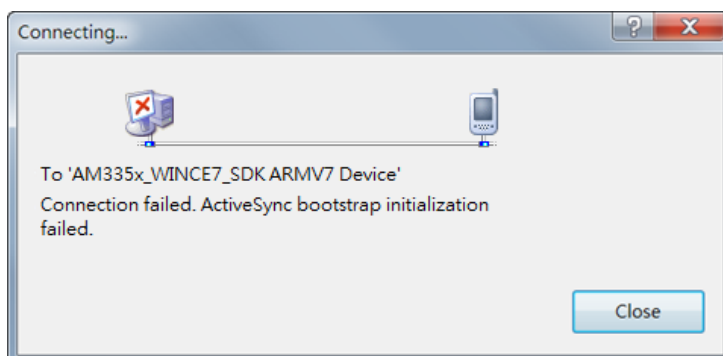 Connecting...
To 'AM335x_WINCE7_SDK ARMV7 Device'
Connection failed. ActiveSync bootstrap initialization
failed.
Close